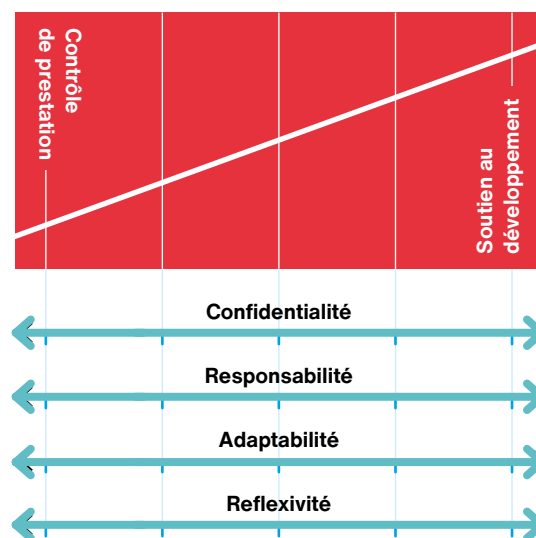 Contrôle
de prestation
Soutien au
développement
Confidentialité
Responsabilité
Adaptabilité
Reflexivité